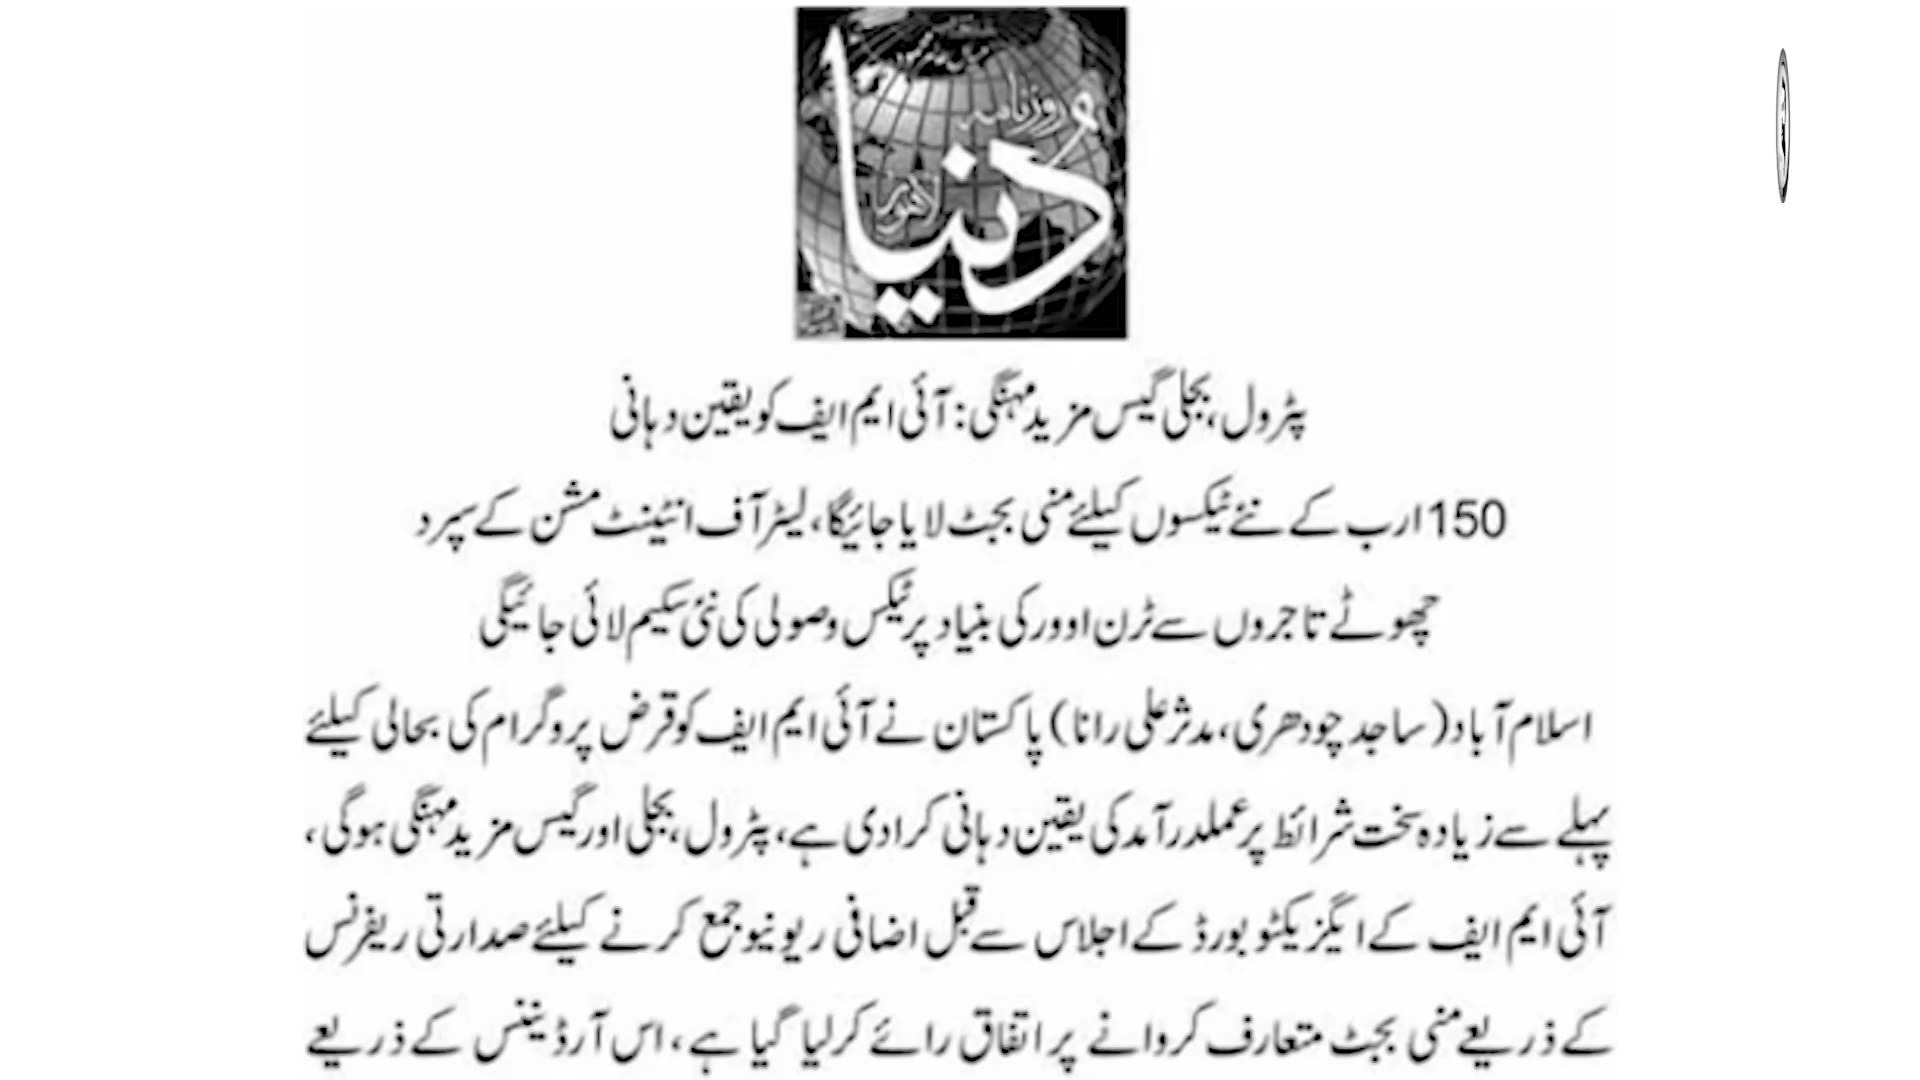 روزنامہ
دُنیا
لاہور
پٹرول، بجلی گیس مزید مہنگی: آئی ایم ایف کو یقین دہانی
150 ارب کے نئے ٹیکسوں کیلئے منی بجٹ لایا جائیگا، لیٹر آف انٹینٹ مشن کے سپرد
چھوٹے تاجروں سے ٹرن اوور کی بنیاد پر ٹیکس وصولی کی نئی سکیم لائی جائیگی
اسلام آباد (ساجد چودھری، مدثر علی رانا) پاکستان نے آئی ایم ایف کو قرض پروگرام کی بحالی کیلئے
پہلے سے زیادہ سخت شرائط پر عملدرآمد کی یقین دہانی کرا دی ہے، پٹرول، بجلی اور گیس مزید مہنگی ہوگی،
آئی ایم ایف کے ایگزیکٹو بورڈ کے اجلاس سے قبل اضافی ریونیو جمع کرنے کیلئے صدارتی ریفرنس
کے ذریعے منی بجٹ متعارف کروانے پر اتفاق رائے کرلیا گیا ہے، اس آرڈیننس کے ذریعے